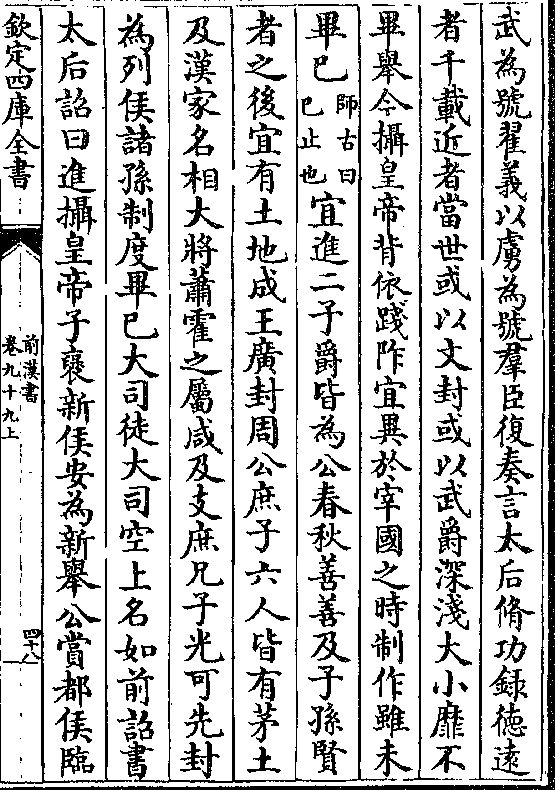 武為號翟義以虜為號羣臣復奏言太后脩功録徳逺
者千載近者當世或以文封或以武爵深淺大小靡不
畢舉今攝皇帝背依踐阼宜異於宰國之時制作雖未
畢已師古曰已止也宜進二子爵皆為公春秋善善及子孫賢
者之後宜有土地成王廣封周公庶子六人皆有茅土
及漢家名相大將蕭霍之屬咸及支庶兄子光可先封
為列侯諸孫制度畢已大司徒大司空上名如前詔書
太后詔曰進攝皇帝子襃新侯安為新舉公賞都侯臨
欽定四庫全書
前漢書
卷九十九上
四十八